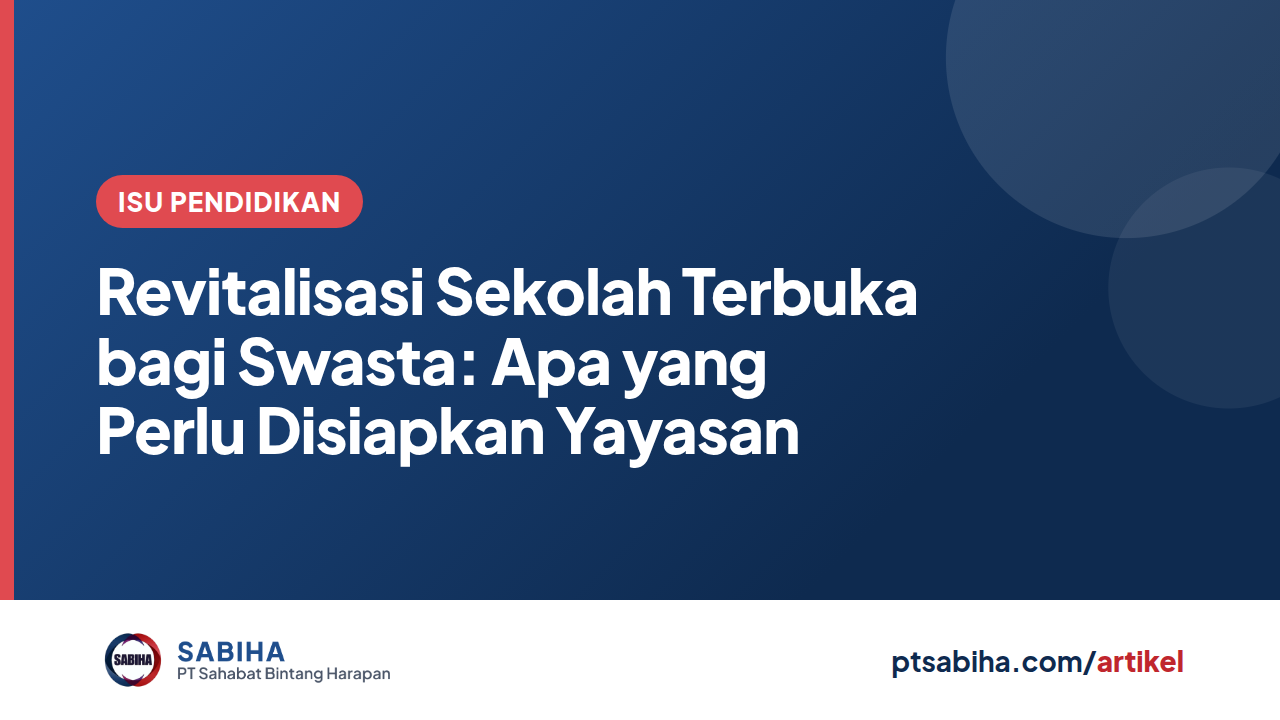 ISU PENDIDIKAN
Revitalisasi Sekolah Terbuka
bagi Swasta: Apa yang
Perlu Disiapkan Yayasan
SABIHA
SABIHA
PT Sahabat Bintang Harapan
ptsabiha.com/artikel